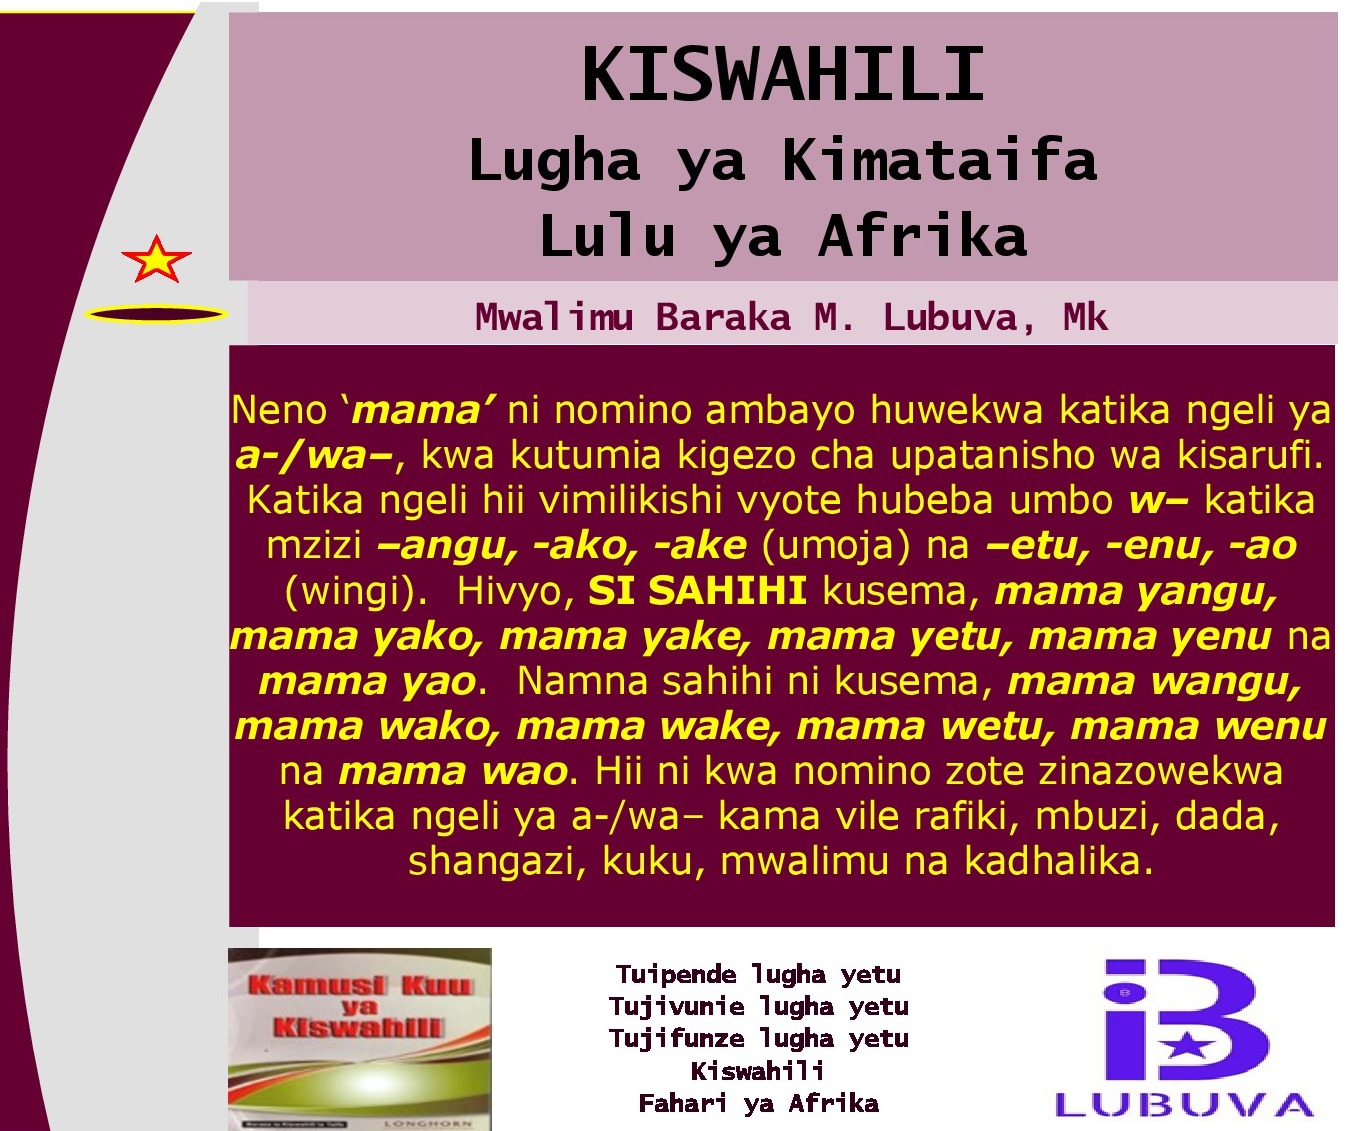 KISWAHILI
Lugha ya Kimataifa
Lulu ya Afrika
Mwalimu Baraka M. Lubuva, Mk
Neno ‘mama’ ni nomino ambayo huwekwa katika ngeli ya
a-/wa–, kwa kutumia kigezo cha upatanisho wa kisarufi.
Katika ngeli hii vimilikishi vyote hubeba umbo w– katika
mzizi –angu, -ako, -ake (umoja) na –etu, -enu, -ao
(wingi).  Hivyo, SI SAHIHI kusema, mama yangu,
mama yako, mama yake, mama yetu, mama yenu na
mama yao.  Namna sahihi ni kusema, mama wangu,
mama wako, mama wake, mama wetu, mama wenu
na mama wao. Hii ni kwa nomino zote zinazowekwa
katika ngeli ya a-/wa– kama vile rafiki, mbuzi, dada,
shangazi, kuku, mwalimu na kadhalika.
Kamusi Kuu
ya
Kiswahili
LONGHORN
Tuipende lugha yetu
Tujivunie lugha yetu
Tujifunze lugha yetu
Kiswahili
Fahari ya Afrika
iB
LUBUVA